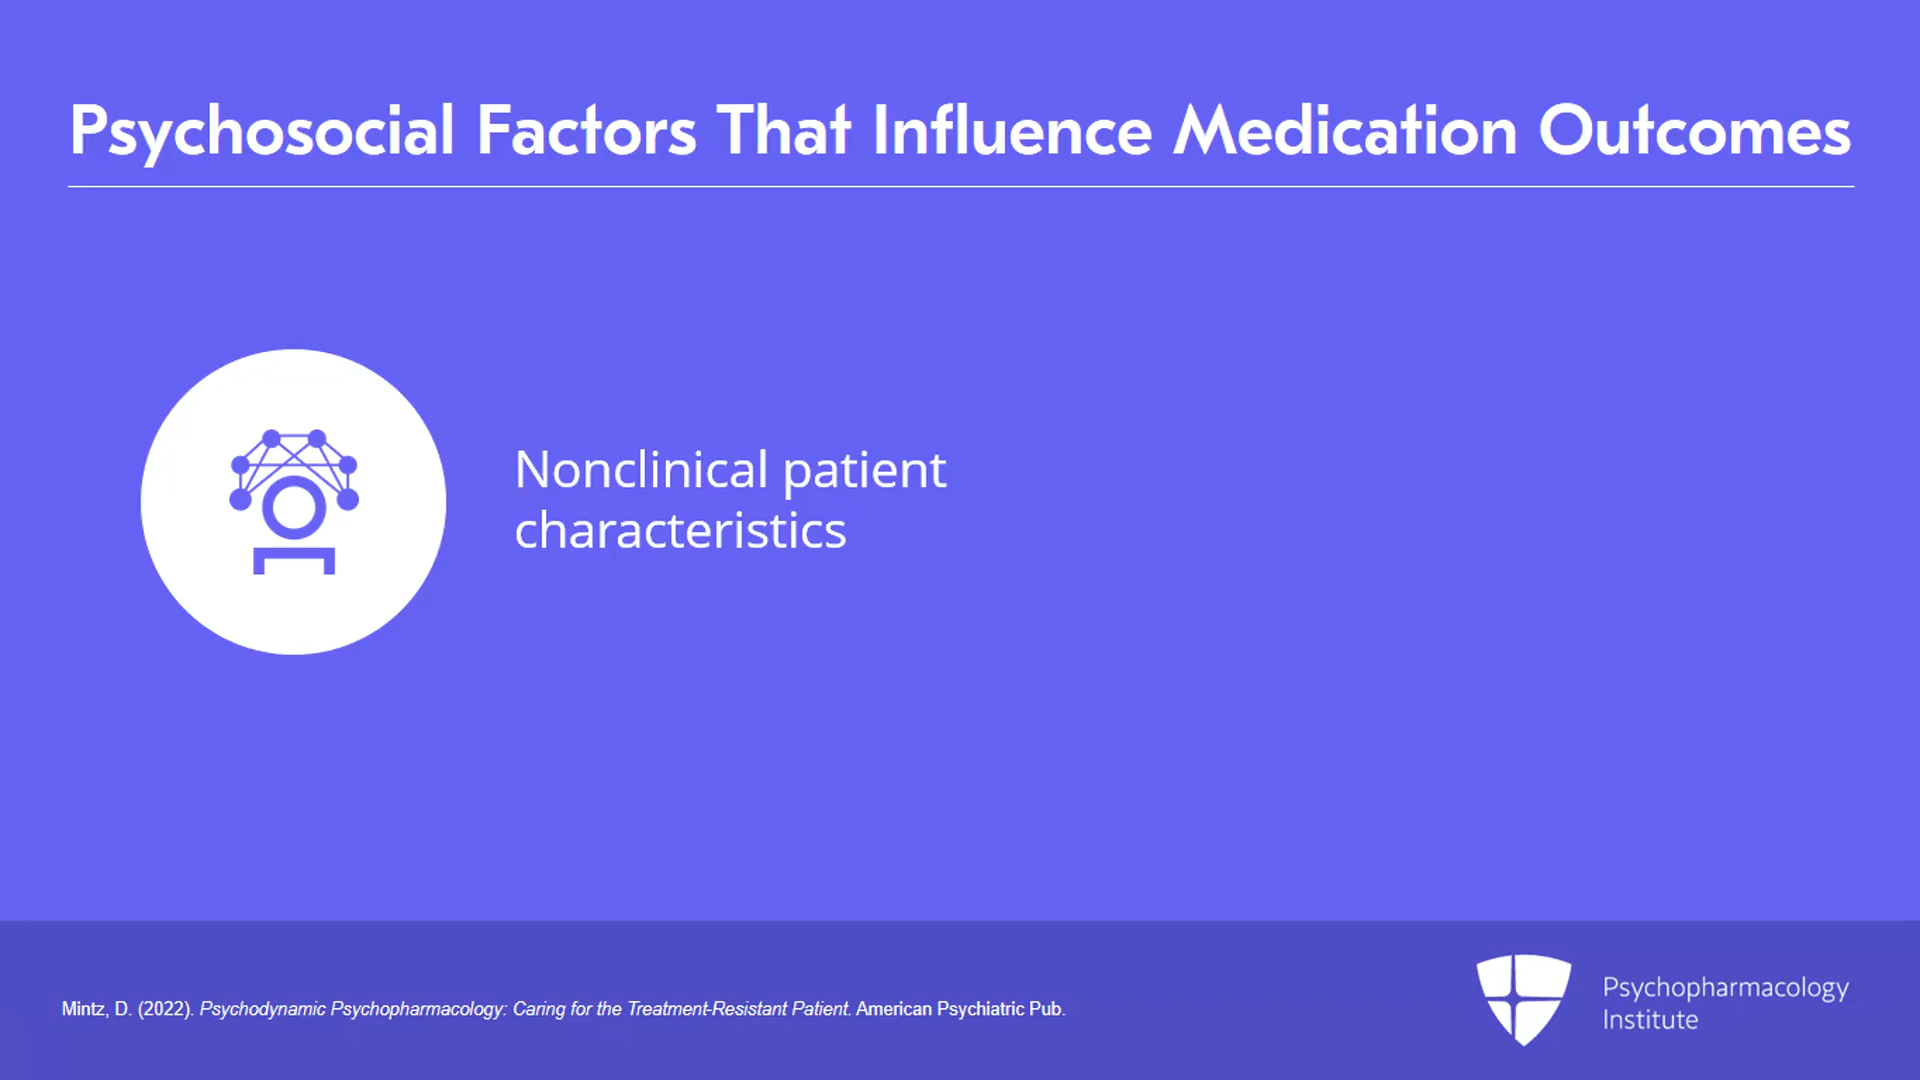 Psychosocial Factors That Influence Medication Outcomes
Nonclinical patient
characteristics
Mintz, D. (2022). Psychodynamic Psychopharmacology: Caring for the Treatment-Resistant Patient. American Psychiatric Pub.
Psychopharmacology
Institute